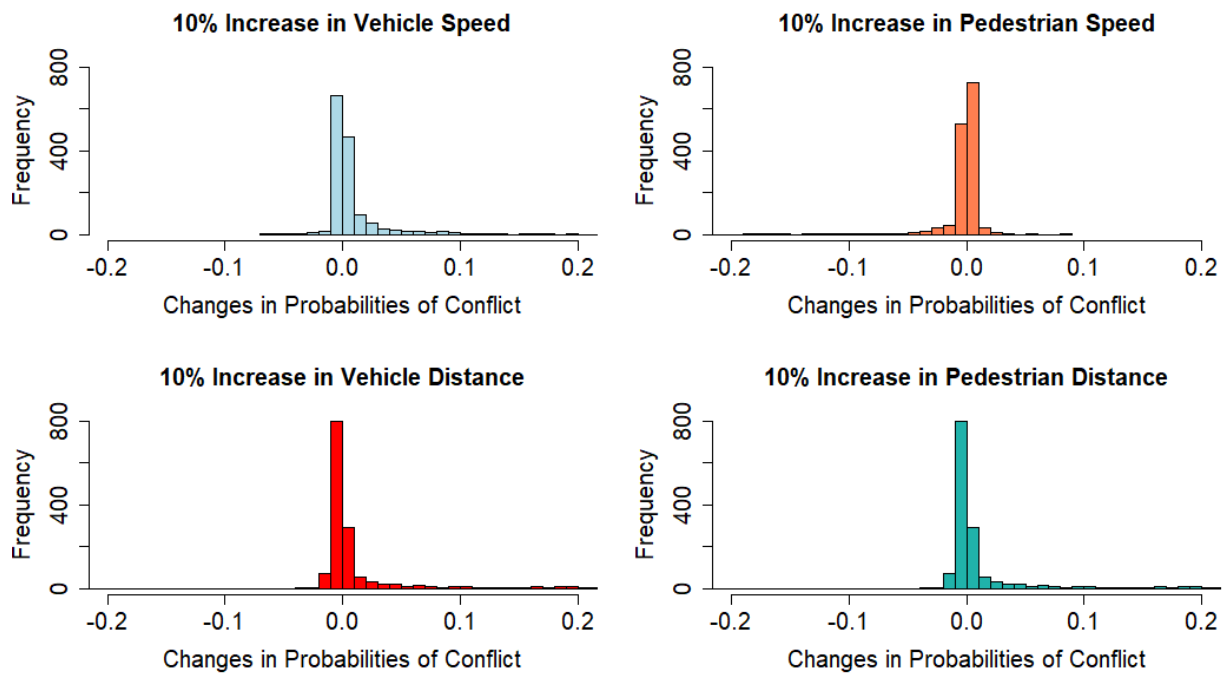 10% Increase in Vehicle Speed
Frequency
0 400 800
-0.2 -0.1 0.0 0.1 0.2
Changes in Probabilities of Conflict
10% Increase in Pedestrian Speed
Frequency
0 400 800
-0.2 -0.1 0.0 0.1 0.2
Changes in Probabilities of Conflict
10% Increase in Vehicle Distance
Frequency
0 400 800
-0.2 -0.1 0.0 0.1 0.2
Changes in Probabilities of Conflict
10% Increase in Pedestrian Distance
Frequency
0 400 800
-0.2 -0.1 0.0 0.1 0.2
Changes in Probabilities of Conflict